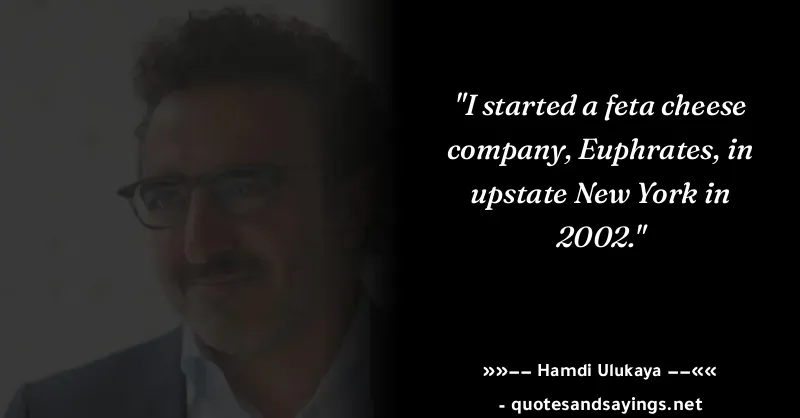 "I started a feta cheese
company, Euphrates, in
upstate New York in
2002."
»»−− Hamdi Ulukaya −−««
- quotesandsayings.net